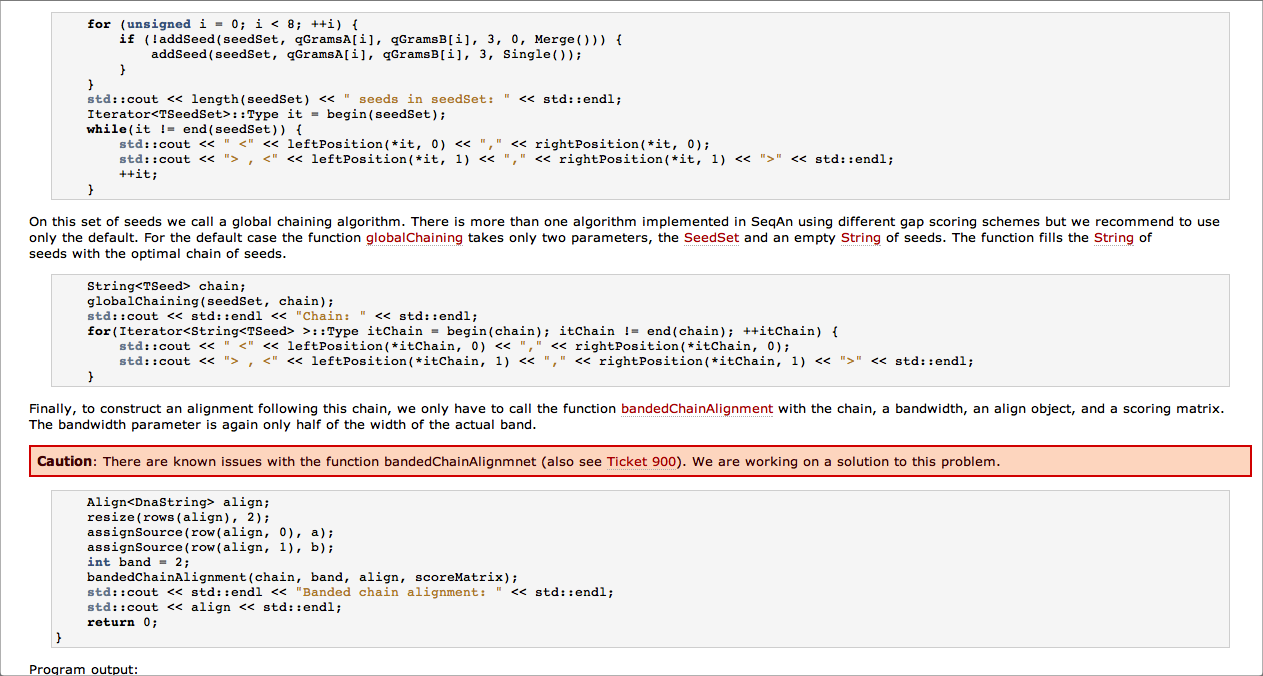 for (unsigned i = 0; i < 8; ++i) {
if (!addSeed(seedSet, qGramsA[i], qGramsB[i], 3, 0, Merge())) {
addSeed(seedSet, qGramsA[i], qGramsB[i], 3, Single());
}
}
std::cout << length(seedSet) << " seeds in seedSet: " << std::endl;
Iterator<TSeedSet>::Type it = begin(seedSet);
while(it != end(seedSet)) {
std::cout << " <" << leftPosition(*it, 0) << "," << rightPosition(*it, 0);
std::cout << "> , <" << leftPosition(*it, 1) << "," << rightPosition(*it, 1) << ">" << std::endl;
++it;
}
On this set of seeds we call a global chaining algorithm. There is more than one algorithm implemented in SeqAn using different gap scoring schemes but we recommend to use
only the default. For the default case the function globalChaining takes only two parameters, the SeedSet and an empty String of seeds. The function fills the String of
seeds with the optimal chain of seeds.
String<TSeed> chain;
globalChaining(seedSet, chain);
std::cout << std::endl << "Chain: " << std::endl;
for(Iterator<String<TSeed> >::Type itChain = begin(chain); itChain != end(chain); ++itChain) {
std::cout << " <" << leftPosition(*itChain, 0) << "," << rightPosition(*itChain, 0);
std::cout << "> , <" << leftPosition(*itChain, 1) << "," << rightPosition(*itChain, 1) << ">" << std::endl;
}
Finally, to construct an alignment following this chain, we only have to call the function bandedChainAlignment with the chain, a bandwidth, an align object, and a scoring matrix.
The bandwidth parameter is again only half of the width of the actual band.
Caution: There are known issues with the function bandedChainAlignmnet (also see Ticket 900). We are working on a solution to this problem.
Align<DnaString> align;
resize(rows(align), 2);
assignSource(row(align, 0), a);
assignSource(row(align, 1), b);
int band = 2;
bandedChainAlignment(chain, band, align, scoreMatrix);
std::cout << std::endl << "Banded chain alignment: " << std::endl;
std::cout << align << std::endl;
return 0;
}
Program output: